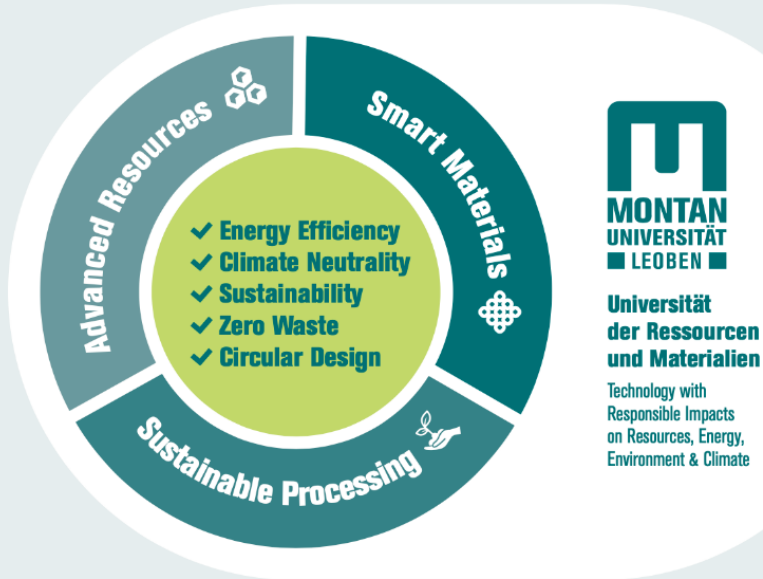 Advanced Resources
Smart Materials
Sustainable Processing
Energy Efficiency
Climate Neutrality
Sustainability
Zero Waste
Circular Design
MONTAN
UNIVERSITÄT
LEOBEN
Universität
der Ressourcen
und Materialien
Technology with
Responsible Impacts
on Resources, Energy,
Environment & Climate